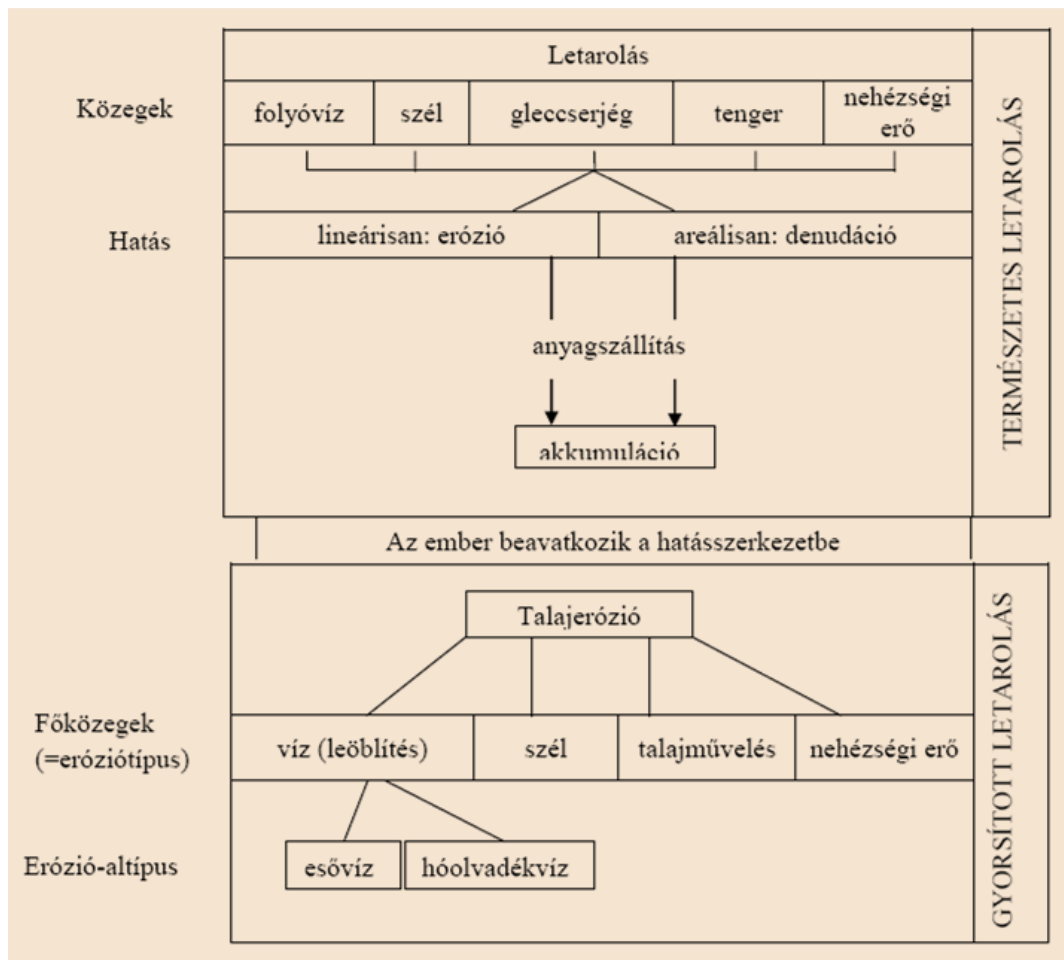 Letarolás
Közegek
folyóvíz
szél
gleccserjég
tenger
nehézségi
erő
Hatás
lineárisan: erózió
areálisan: denudáció
anyagszállítás
akkumuláció
TERMÉSZETES LETAROLÁS
Az ember beavatkozik a hatásszerkezetbe
Talajerózió
Főközegek
(=eróziótípus)
víz (leöblítés)
szél
talajművelés
nehézségi erő
Erózió-altípus
esővíz
hóolvadékvíz
GYORSÍTOTT LETAROLÁS